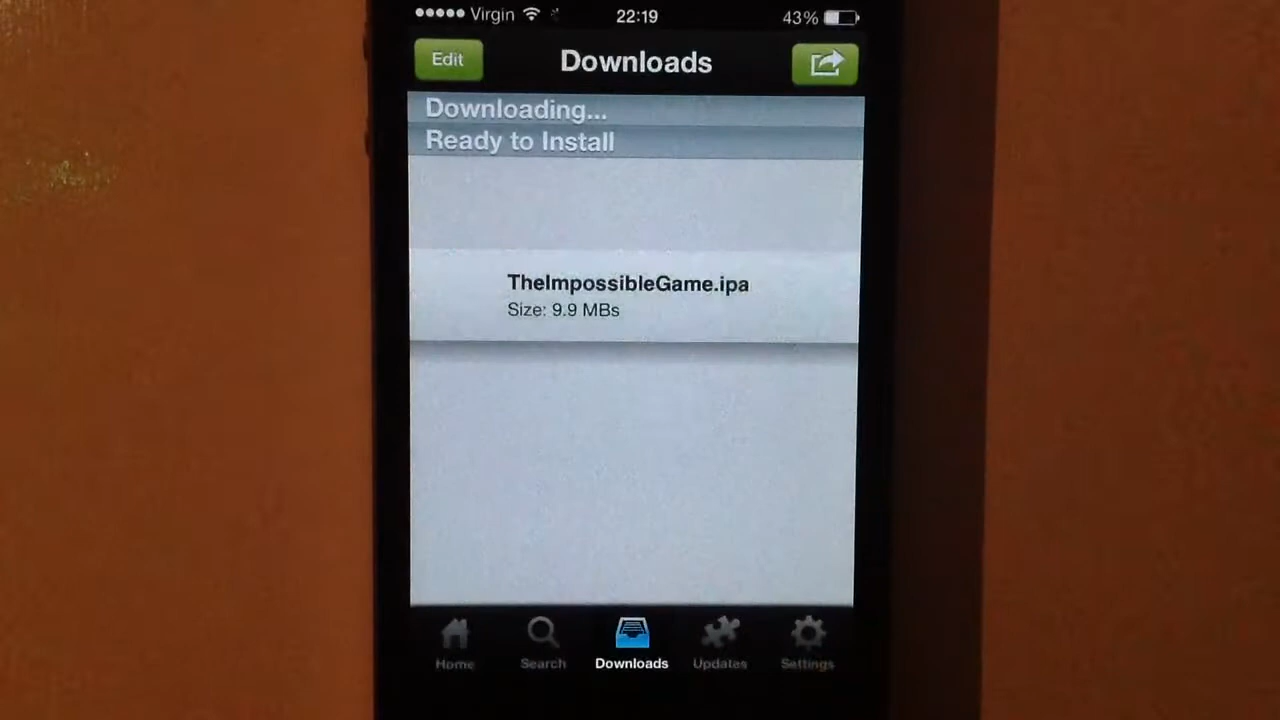 Virgin 22:19 43%
Edit Downloads
Downloading...
Ready to Install
TheImpossibleGame.ipa
Size: 9.9 MBs
Home Search Downloads Updates Settings